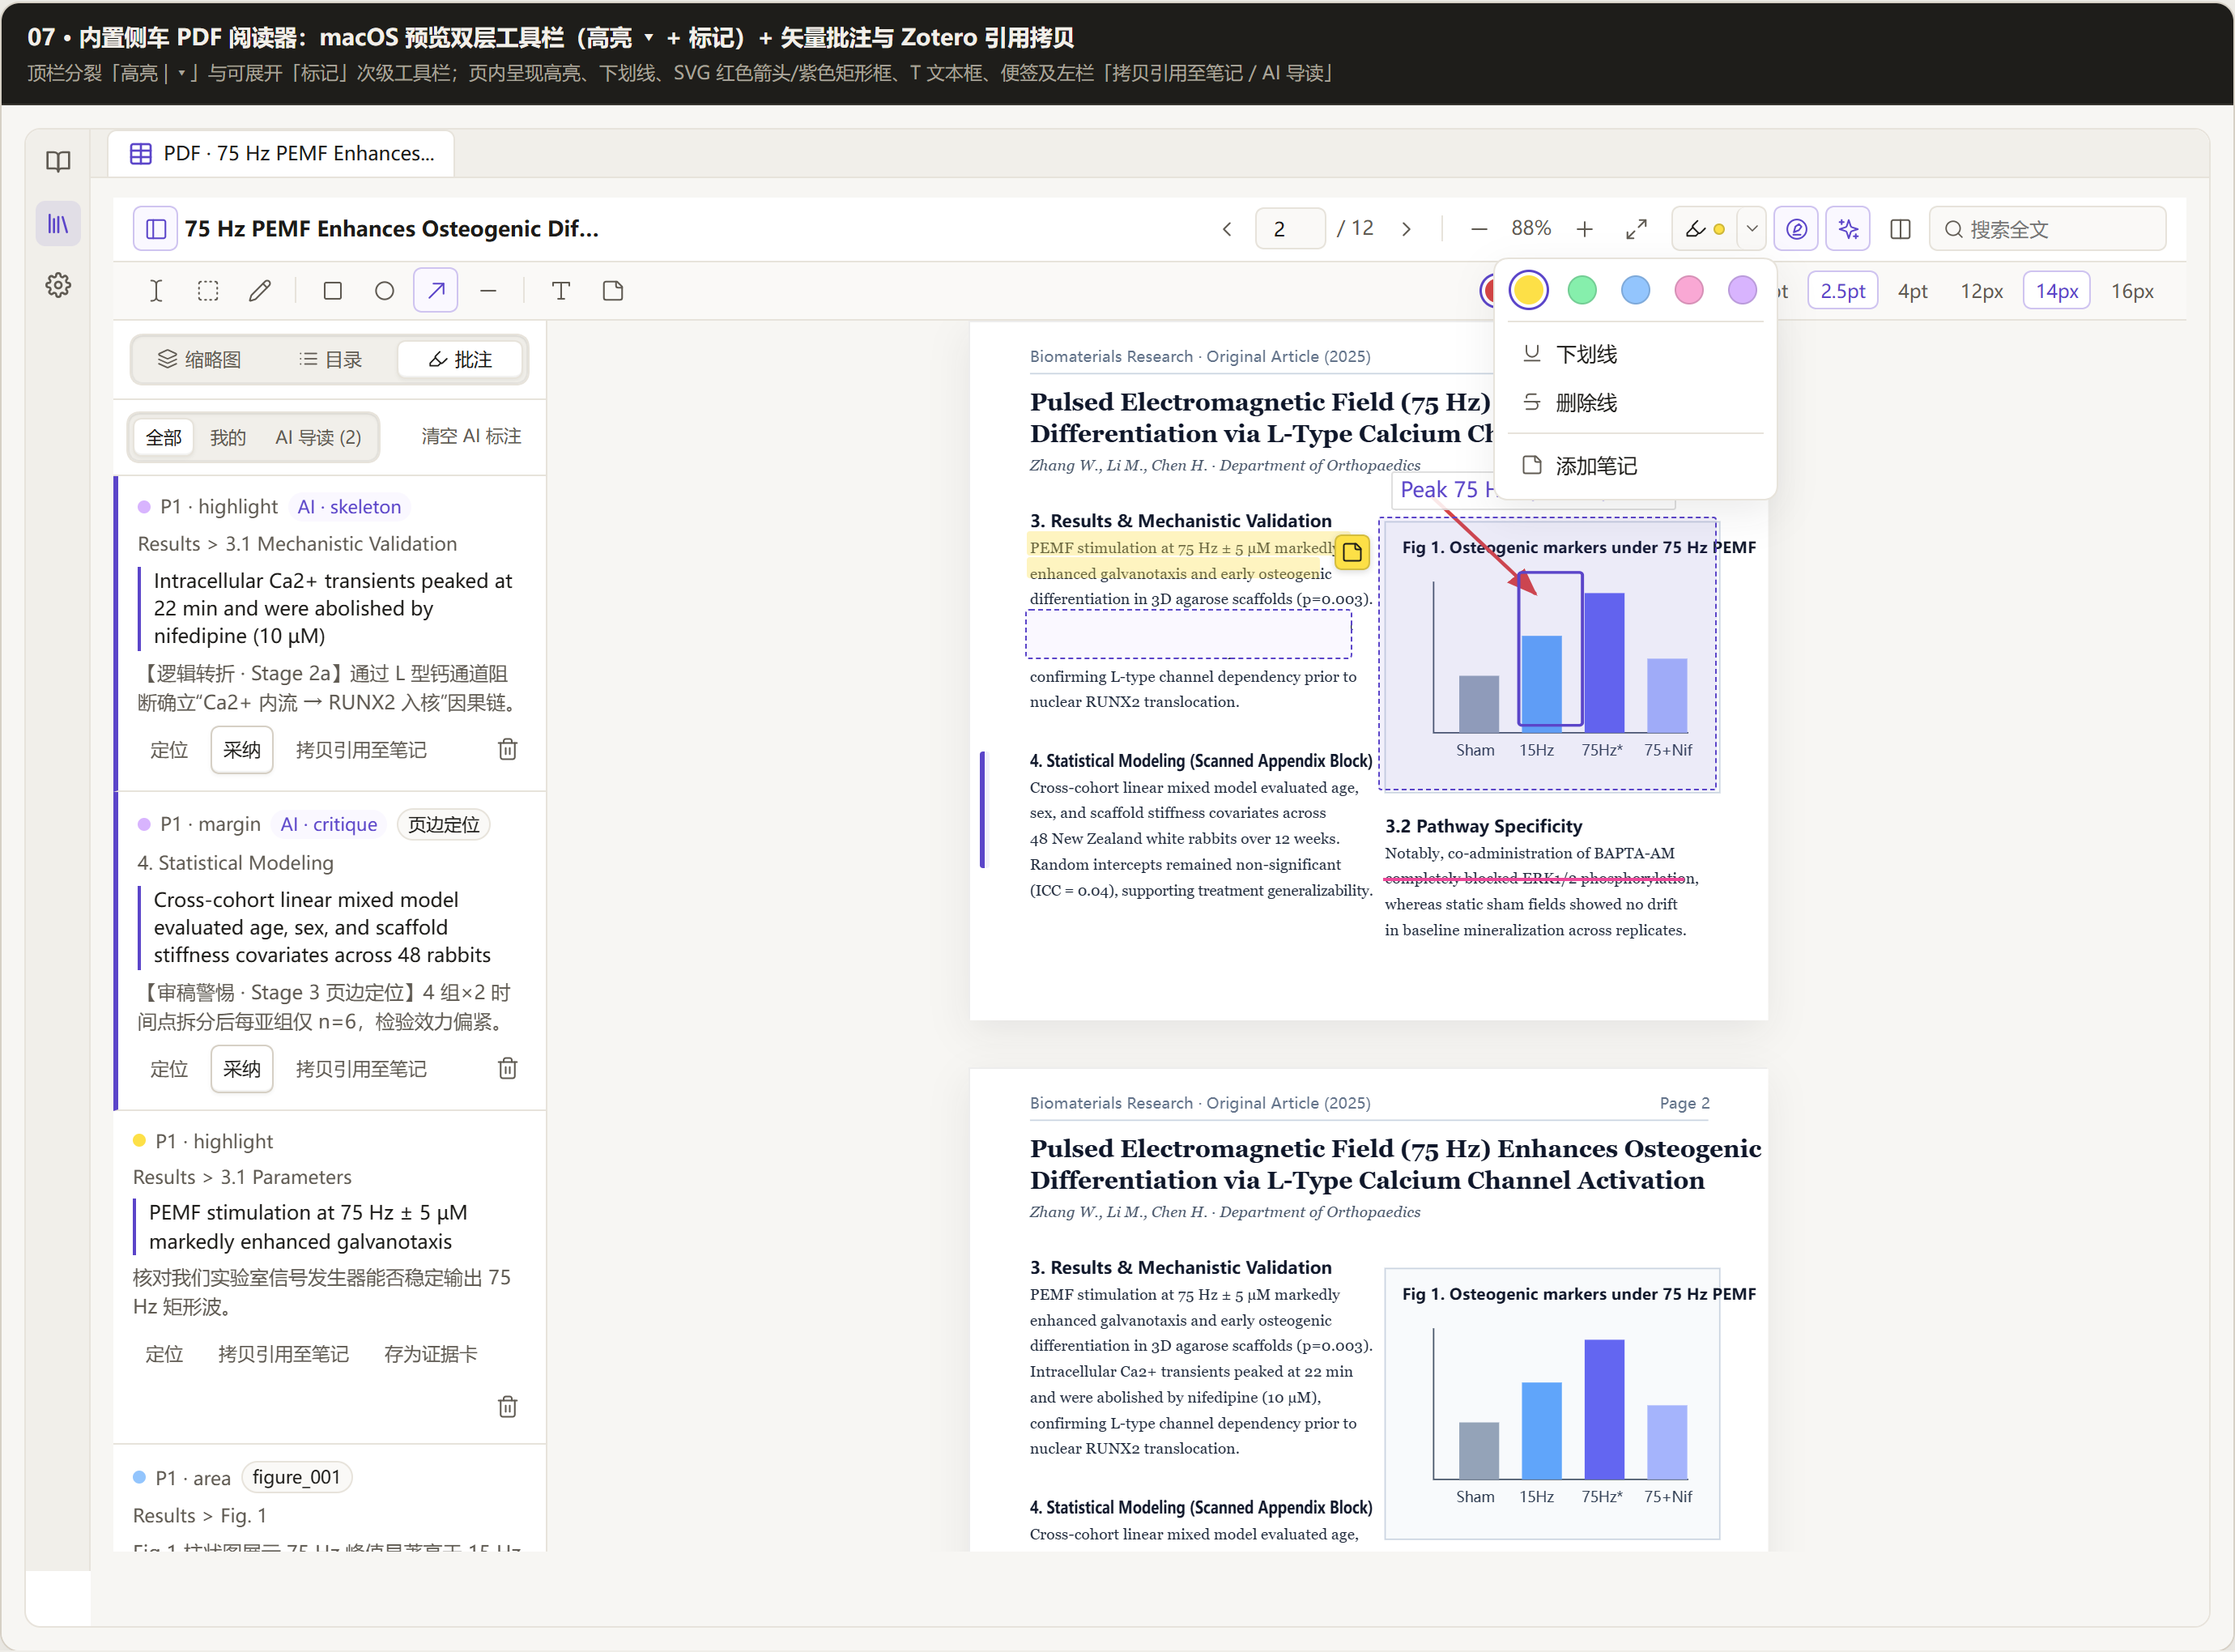 07 • 内置侧车 PDF 阅读器：macOS 预览双层工具栏（高亮 ▾ + 标记）+ 矢量批注与 Zotero 引用拷贝
顶栏分裂「高亮 | ▾」与可展开「标记」次级工具栏；页内呈现高亮、下划线、SVG 红色箭头/紫色矩形框、T 文本框、便签及左栏「拷贝引用至笔记 / AI 导读」
PDF · 75 Hz PEMF Enhances...
75 Hz PEMF Enhances Osteogenic Dif...
2 / 12
88%
搜索全文
2.5pt 4pt 12px 14px 16px
下划线
删除线
添加笔记
缩略图 目录 批注
全部 我的 AI 导读 (2) 清空 AI 标注
P1 · highlight AI · skeleton
Results > 3.1 Mechanistic Validation
Intracellular Ca2+ transients peaked at
22 min and were abolished by
nifedipine (10 μM)
【逻辑转折 · Stage 2a】通过 L 型钙通道阻
断确立“Ca2+ 内流 → RUNX2 入核”因果链。
定位 采纳 拷贝引用至笔记
P1 · margin AI · critique 页边定位
4. Statistical Modeling
Cross-cohort linear mixed model
evaluated age, sex, and scaffold
stiffness covariates across 48 rabbits
【审稿警惕 · Stage 3 页边定位】4 组×2 时
间点拆分后每亚组仅 n=6，检验效力偏紧。
定位 采纳 拷贝引用至笔记
P1 · highlight
Results > 3.1 Parameters
PEMF stimulation at 75 Hz ± 5 μM
markedly enhanced galvanotaxis
核对我们实验室信号发生器能否稳定输出 75
Hz 矩形波。
定位 拷贝引用至笔记 存为证据卡
P1 · area figure_001
Results > Fig. 1
Fig 1 柱状图展示 75 Hz 峰值显著高于 15 Hz
Biomaterials Research · Original Article (2025)
Pulsed Electromagnetic Field (75 Hz)
Differentiation via L-Type Calcium Ch
Zhang W., Li M., Chen H. · Department of Orthopaedics
Peak 75 H
3. Results & Mechanistic Validation
PEMF stimulation at 75 Hz ± 5 μM markedly
enhanced galvanotaxis and early osteogenic
differentiation in 3D agarose scaffolds (p=0.003).
confirming L-type channel dependency prior to
nuclear RUNX2 translocation.
4. Statistical Modeling (Scanned Appendix Block)
Cross-cohort linear mixed model evaluated age,
sex, and scaffold stiffness covariates across
48 New Zealand white rabbits over 12 weeks.
Random intercepts remained non-significant
(ICC = 0.04), supporting treatment generalizability.
Fig 1. Osteogenic markers under 75 Hz PEMF
Sham 15Hz 75Hz* 75+Nif
3.2 Pathway Specificity
Notably, co-administration of BAPTA-AM
completely blocked ERK1/2 phosphorylation,
whereas static sham fields showed no drift
in baseline mineralization across replicates.
Biomaterials Research · Original Article (2025) Page 2
Pulsed Electromagnetic Field (75 Hz) Enhances Osteogenic
Differentiation via L-Type Calcium Channel Activation
Zhang W., Li M., Chen H. · Department of Orthopaedics
3. Results & Mechanistic Validation
PEMF stimulation at 75 Hz ± 5 μM markedly
enhanced galvanotaxis and early osteogenic
differentiation in 3D agarose scaffolds (p=0.003).
Intracellular Ca2+ transients peaked at 22 min
and were abolished by nifedipine (10 μM),
confirming L-type channel dependency prior to
nuclear RUNX2 translocation.
4. Statistical Modeling (Scanned Appendix Block)
Cross-cohort linear mixed model evaluated age,
Fig 1. Osteogenic markers under 75 Hz PEMF
Sham 15Hz 75Hz* 75+Nif